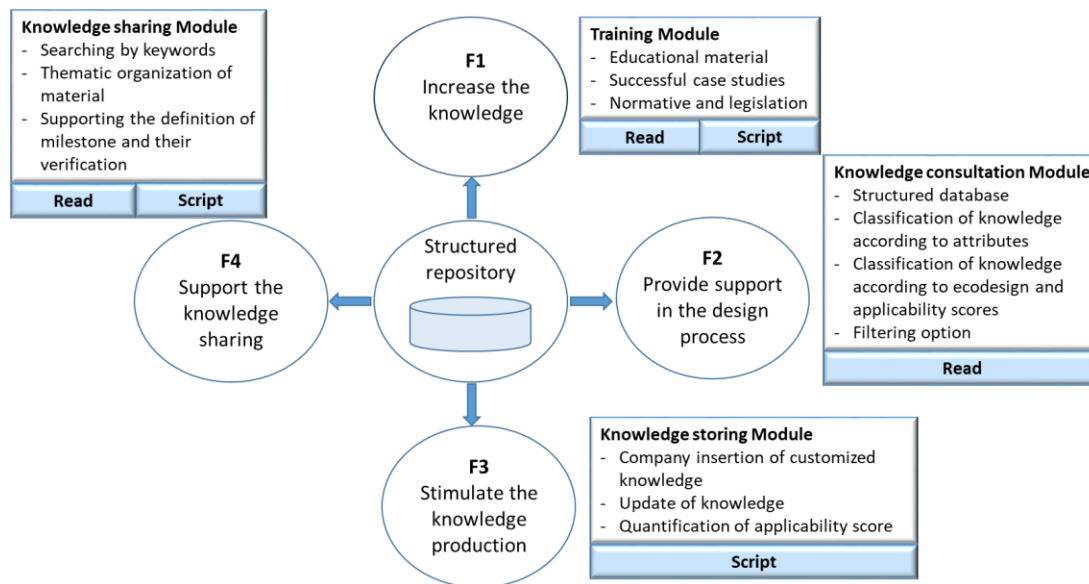 Knowledge sharing Module
- Searching by keywords
- Thematic organization of
material
- Supporting the definition of
milestone and their
verification
Read
Script
F1
Increase the
knowledge
Training Module
- Educational material
- Successful case studies
- Normative and legislation
Read
Script
Knowledge consultation Module
- Structured database
- Classification of knowledge
according to attributes
- Classification of knowledge
according to ecodesign and
applicability scores
- Filtering option
Read
F4
Support the
knowledge
sharing
Structured
repository
F2
Provide support
in the design
process
F3
Stimulate the
knowledge
production
Knowledge storing Module
- Company insertion of customized
knowledge
- Update of knowledge
- Quantification of applicability score
Script